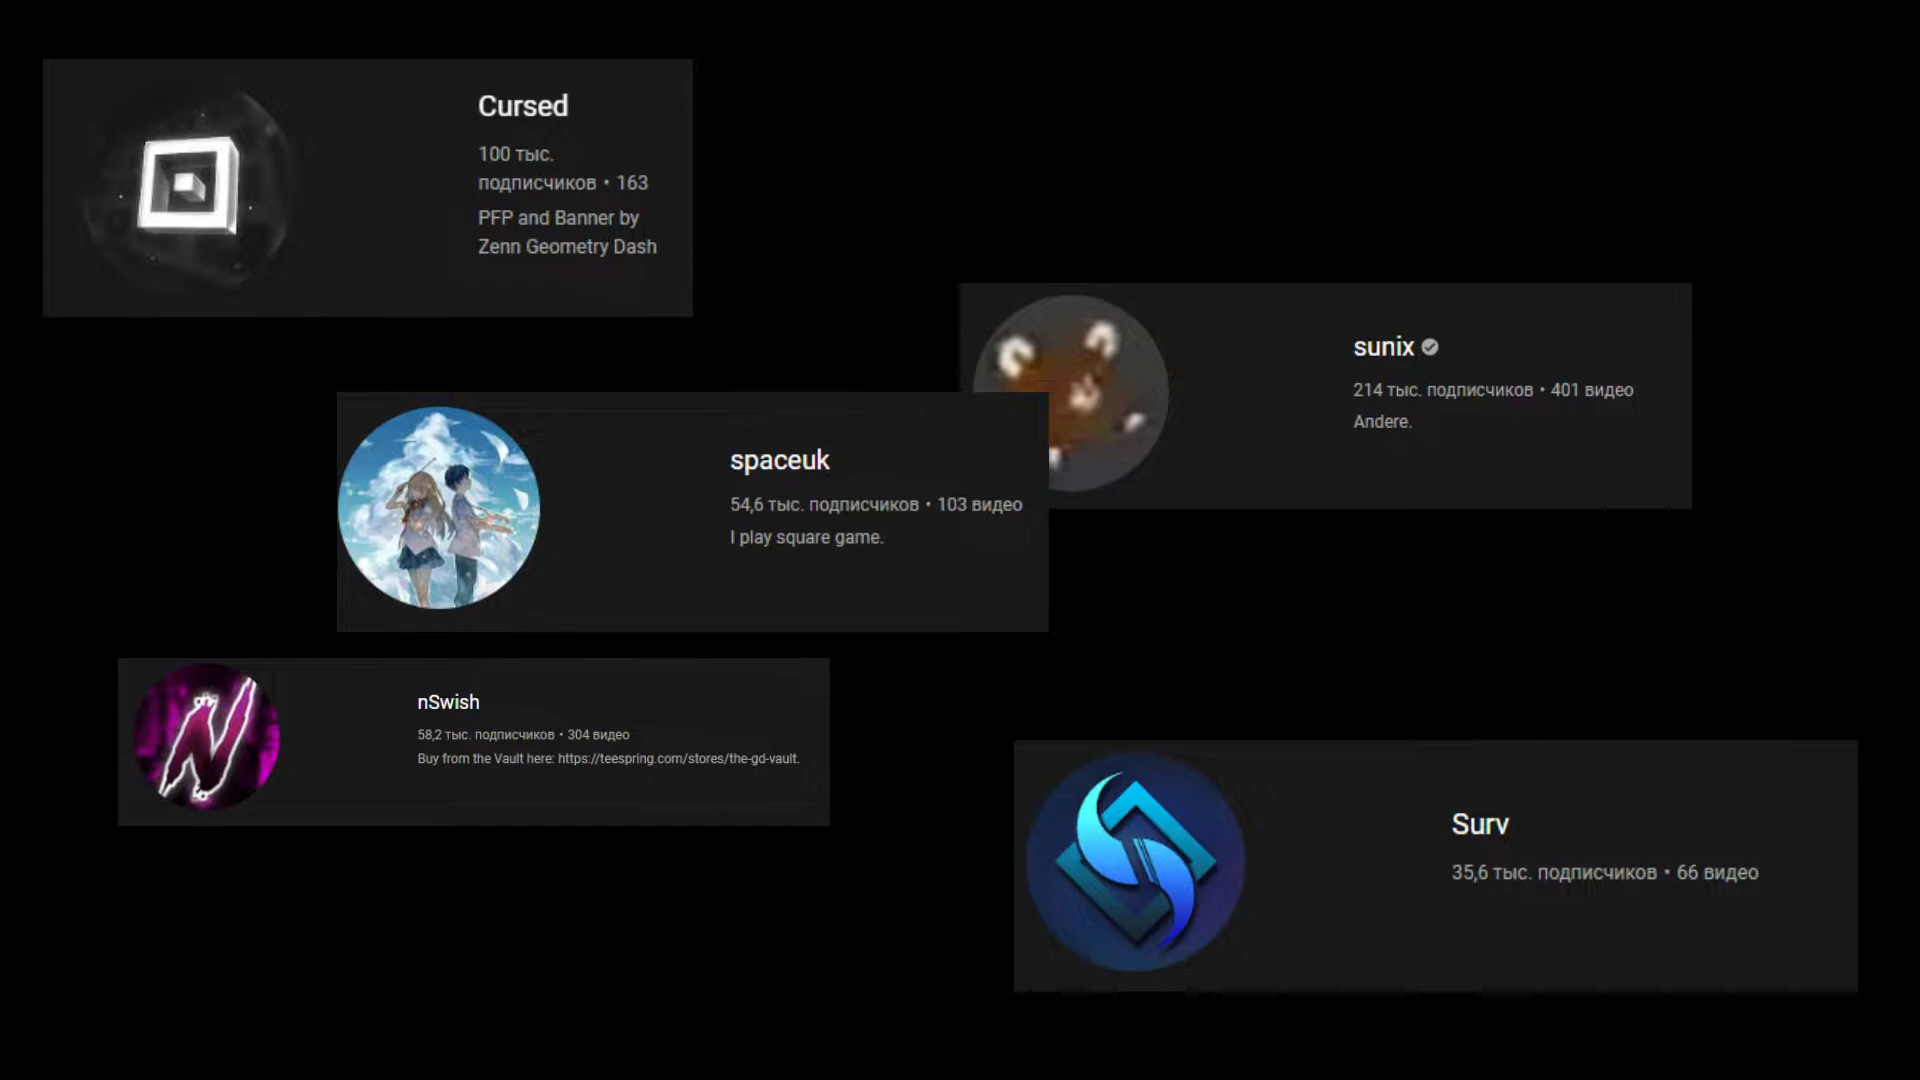 Cursed
100 тыс.
подписчиков • 163
PFP and Banner by
Zenn Geometry Dash
sunix
214 тыс. подписчиков • 401 видео
Andere.
spaceuk
54,6 тыс. подписчиков • 103 видео
I play square game.
nSwish
58,2 тыс. подписчиков • 304 видео
Buy from the Vault here: https://teespring.com/stores/the-gd-vault.
Surv
35,6 тыс. подписчиков • 66 видео